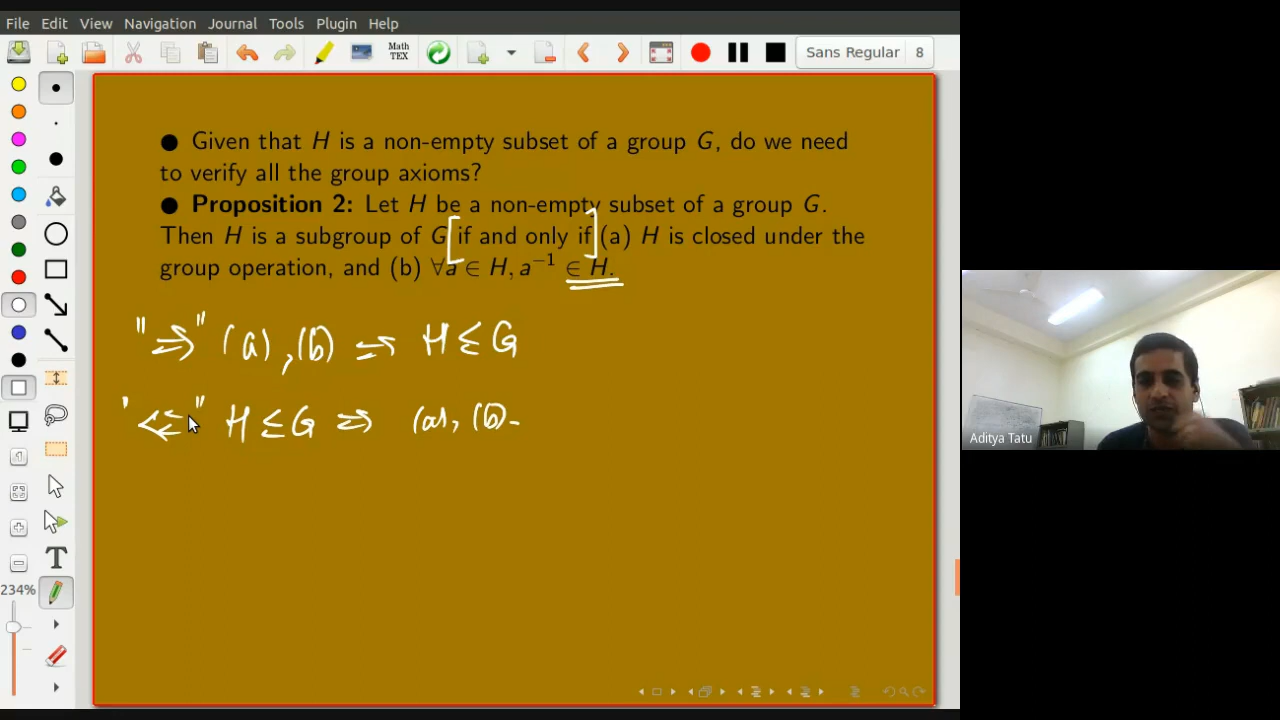 File Edit View Navigation Journal Tools Plugin Help
Math TEX Sans Regular 8
● Given that H is a non-empty subset of a group G, do we need
to verify all the group axioms?
● Proposition 2: Let H be a non-empty subset of a group G.
Then H is a subgroup of G [if and only if] (a) H is closed under the
group operation, and (b) ∀a ∈ H, a⁻¹ ∈ H.
"⇒" (a), (b) ⇒ H ≤ G
"⇐" H ≤ G ⇒ (a), (b).
Aditya Tatu
234%